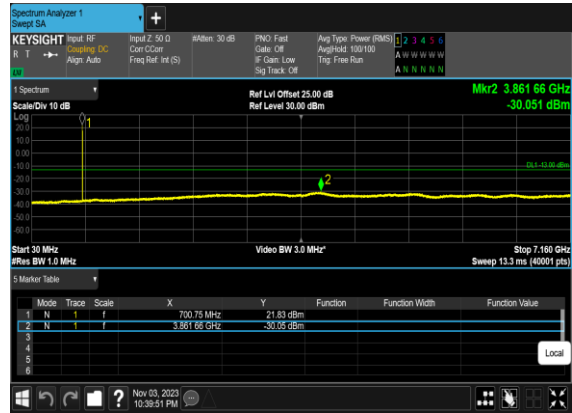 Spectrum Analyzer 1
Swept SA
KEYSIGHT Input: RF Input Z: 50 Ω #Atten: 30 dB PNO: Fast Avg Type: Power (RMS) 1 2 3 4 5 6
R T Coupling: DC Corr CCorr Gate: Off Avg|Hold: 100/100 A W W W W W
Align: Auto Freq Ref: Int (S) IF Gain: Low Trig: Free Run
Sig Track: Off A N N N N N
1 Spectrum Ref Lvl Offset 25.00 dB Mkr2 3.861 66 GHz
Scale/Div 10 dB Ref Level 30.00 dBm -30.051 dBm
Log
1
20.0
10.0
0.00
-10.0
DL1 -13.00 dBm
-20.0
2
-30.0
-40.0
-50.0
-60.0
Start 30 MHz Video BW 3.0 MHz* Stop 7.160 GHz
#Res BW 1.0 MHz Sweep 13.3 ms (40001 pts)
5 Marker Table
Mode Trace Scale X Y Function Function Width Function Value
1 N 1 f 700.75 MHz 21.83 dBm
2 N 1 f 3.861 66 GHz -30.05 dBm
3
4
5
6
Local
? Nov 03, 2023
10:39:51 PM